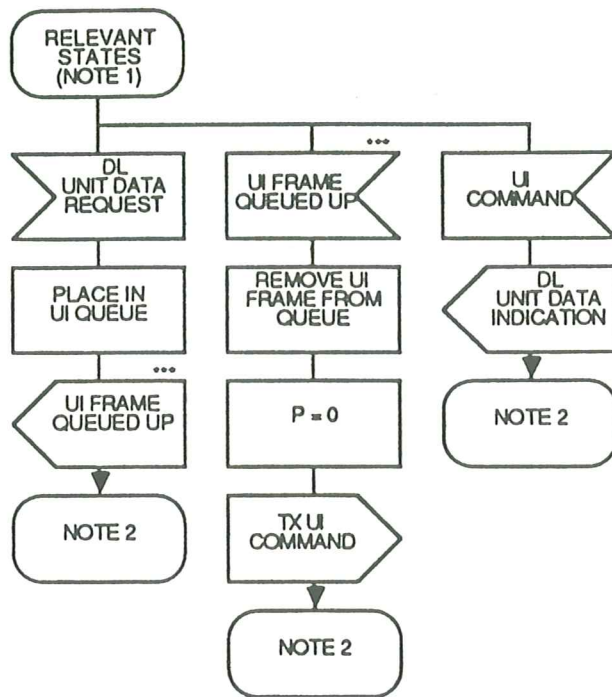 RELEVANT
STATES
(NOTE 1)
DL
UNIT DATA
REQUEST
PLACE IN
UI QUEUE
...
UI FRAME
QUEUED UP
NOTE 2
...
UI FRAME
QUEUED UP
REMOVE UI
FRAME FROM
QUEUE
P = 0
TX UI
COMMAND
NOTE 2
UI
COMMAND
DL
UNIT DATA
INDICATION
NOTE 2